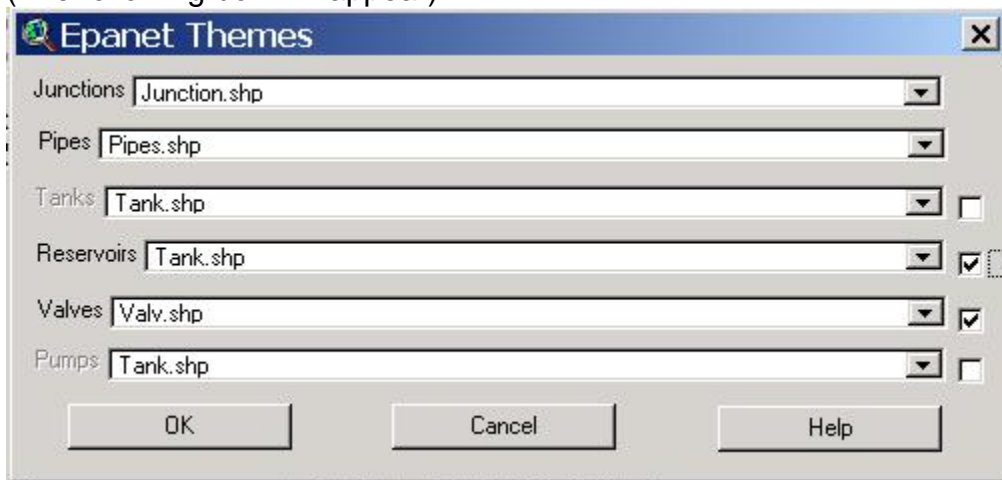 Epanet Themes
Junctions Junction.shp
Pipes Pipes.shp
Tanks Tank.shp
Reservoirs Tank.shp
Valves Valv.shp
Pumps Tank.shp
OK Cancel Help